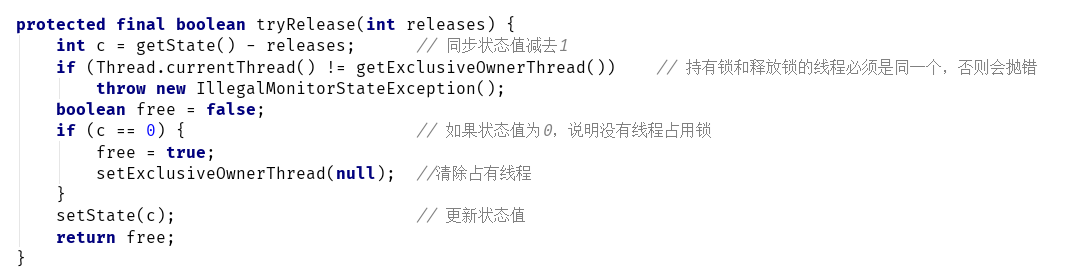 protected final boolean tryRelease(int releases) {
    int c = getState() - releases;      // 同步状态值减去1
    if (Thread.currentThread() != getExclusiveOwnerThread())    // 持有锁和释放锁的线程必须是同一个，否则会抛错
        throw new IllegalMonitorStateException();
    boolean free = false;
    if (c == 0) {                       // 如果状态值为0，说明没有线程占用锁
        free = true;
        setExclusiveOwnerThread(null);  //清除占有线程
    }
    setState(c);                        // 更新状态值
    return free;
}